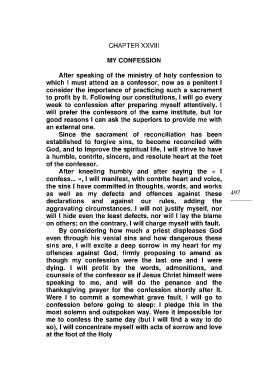 CHAPTER XXVIII
MY CONFESSION
After speaking of the ministry of holy confession to
which I must attend as a confessor, now as a penitent I
consider the importance of practicing such a sacrament
to profit by it. Following our constitutions, I will go every
week to confession after preparing myself attentively. I
will prefer the confessors of the same institute, but for
good reasons I can ask the superiors to provide me with
an external one.
Since the sacrament of reconciliation has been
established to forgive sins, to become reconciled with
God, and to improve the spiritual life, I will strive to have
a humble, contrite, sincere, and resolute heart at the feet
of the confessor.
After kneeling humbly and after saying the « I
confess... », I will manifest, with contrite heart and voice,
the sins I have committed in thoughts, words, and works
as well as my defects and offences against these
declarations and against our rules, adding the
aggravating circumstances. I will not justify myself, nor
will I hide even the least defects, nor will I lay the blame
on others; on the contrary, I will charge myself with fault.
By considering how much a priest displeases God
even through his venial sins and how dangerous these
sins are, I will excite a deep sorrow in my heart for my
offences against God, firmly proposing to amend as
though my confession were the last one and I were
dying. I will profit by the words, admonitions, and
counsels of the confessor as if Jesus Christ himself were
speaking to me, and will do the penance and the
thanksgiving prayer for the confession shortly after It.
Were I to commit a somewhat grave fault, I will go to
confession before going to sleep: I pledge this in the
most solemn and outspoken way. Were it impossible for
me to confess the same day (but I will find a way to do
so), I will concentrate myself with acts of sorrow and love
at the foot of the Holy
497